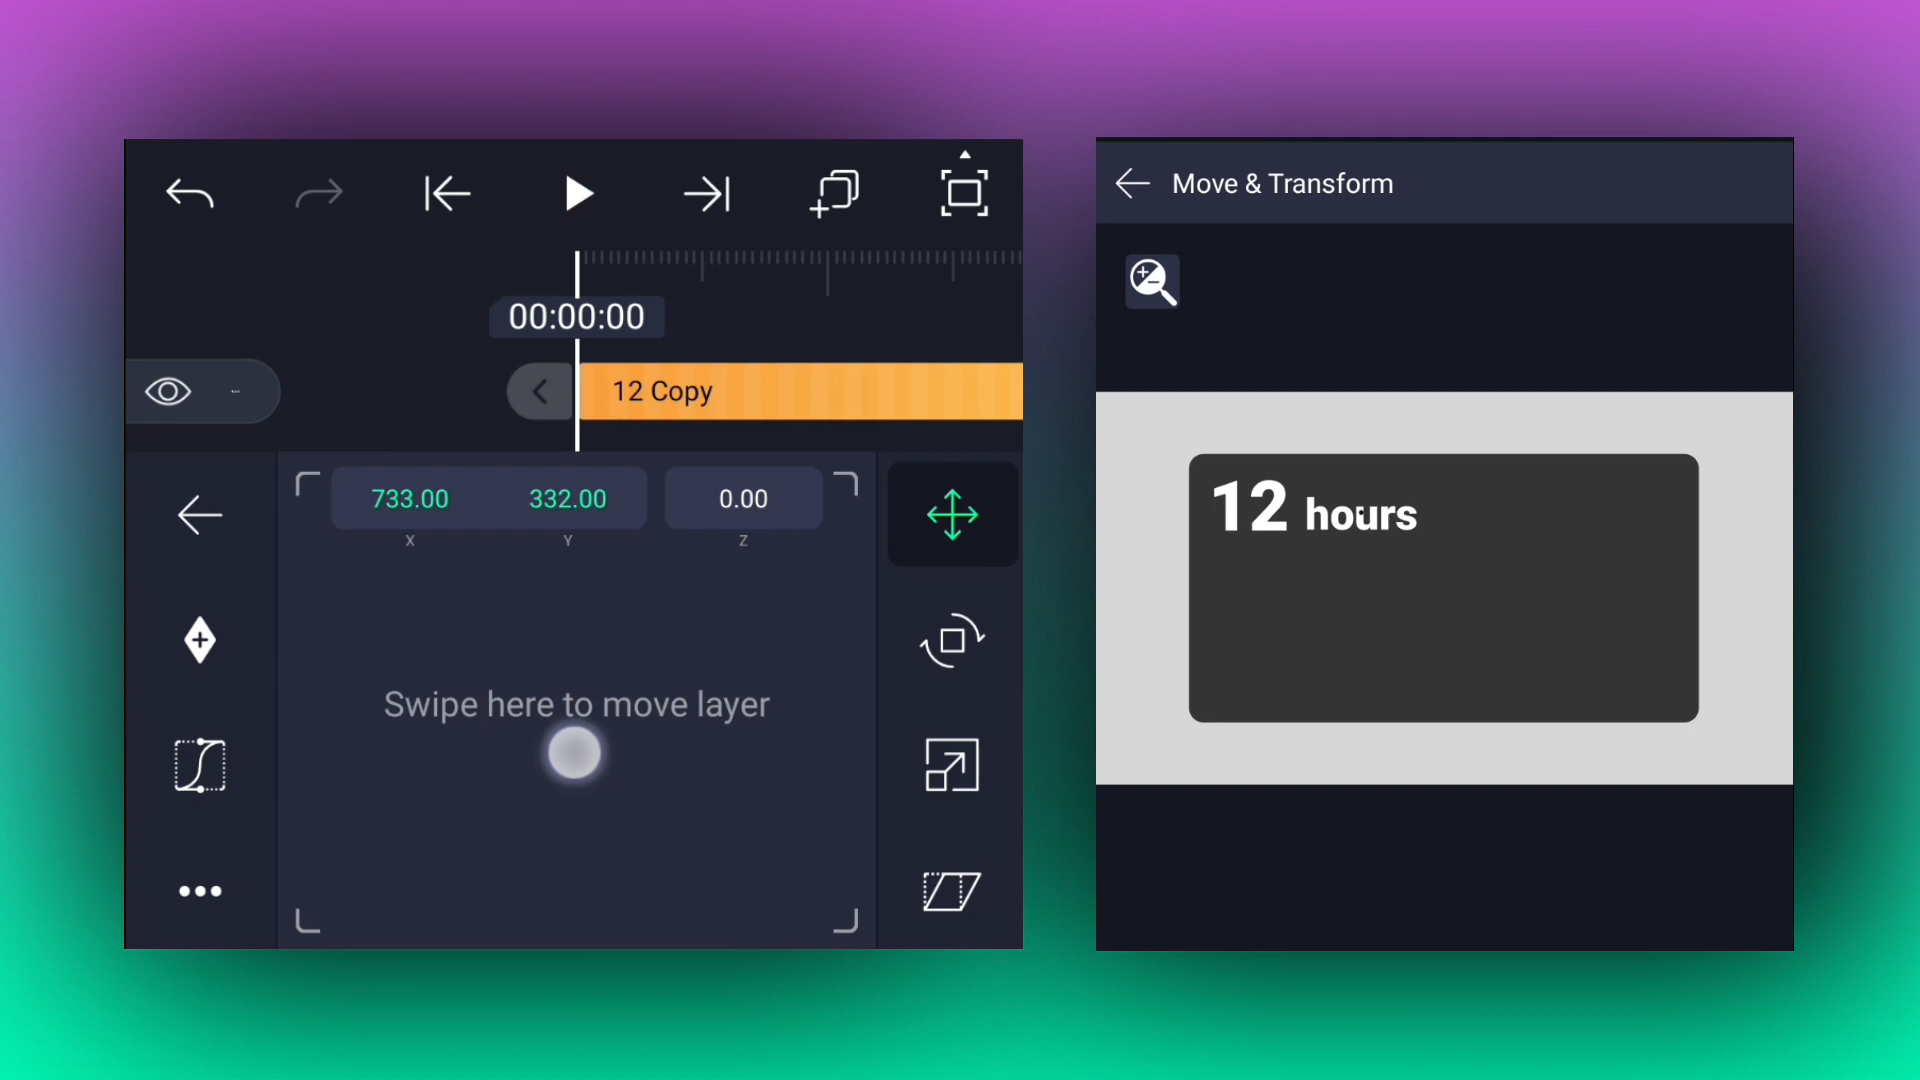 00:00:00
12 Copy
733.00 332.00 0.00
X Y Z
Swipe here to move layer
Move & Transform
12 hours